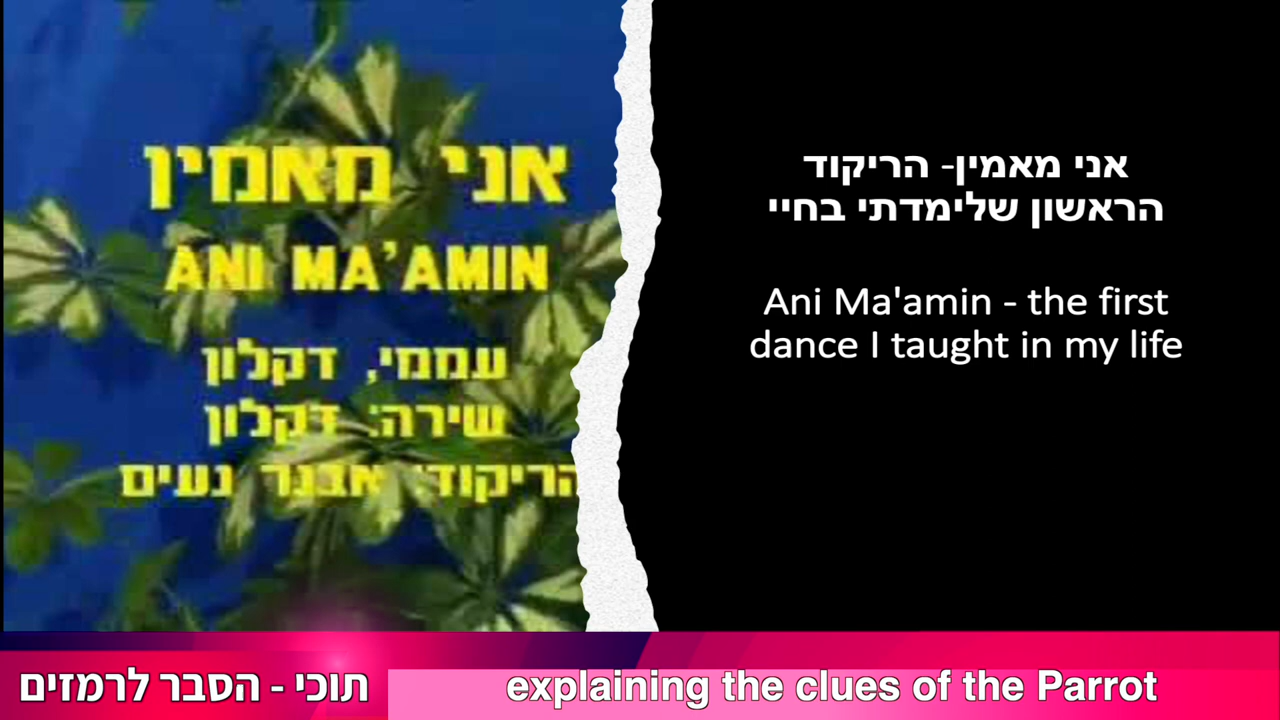 אני מאמין
ANI MA'AMIN
עממי, דקלון
שירה: דקלון
הריקוד: אבנר נעים
אני מאמין- הריקוד
הראשון שלימדתי בחיי
Ani Ma'amin - the first
dance I taught in my life
תוכי - הסבר לרמזים
explaining the clues of the Parrot